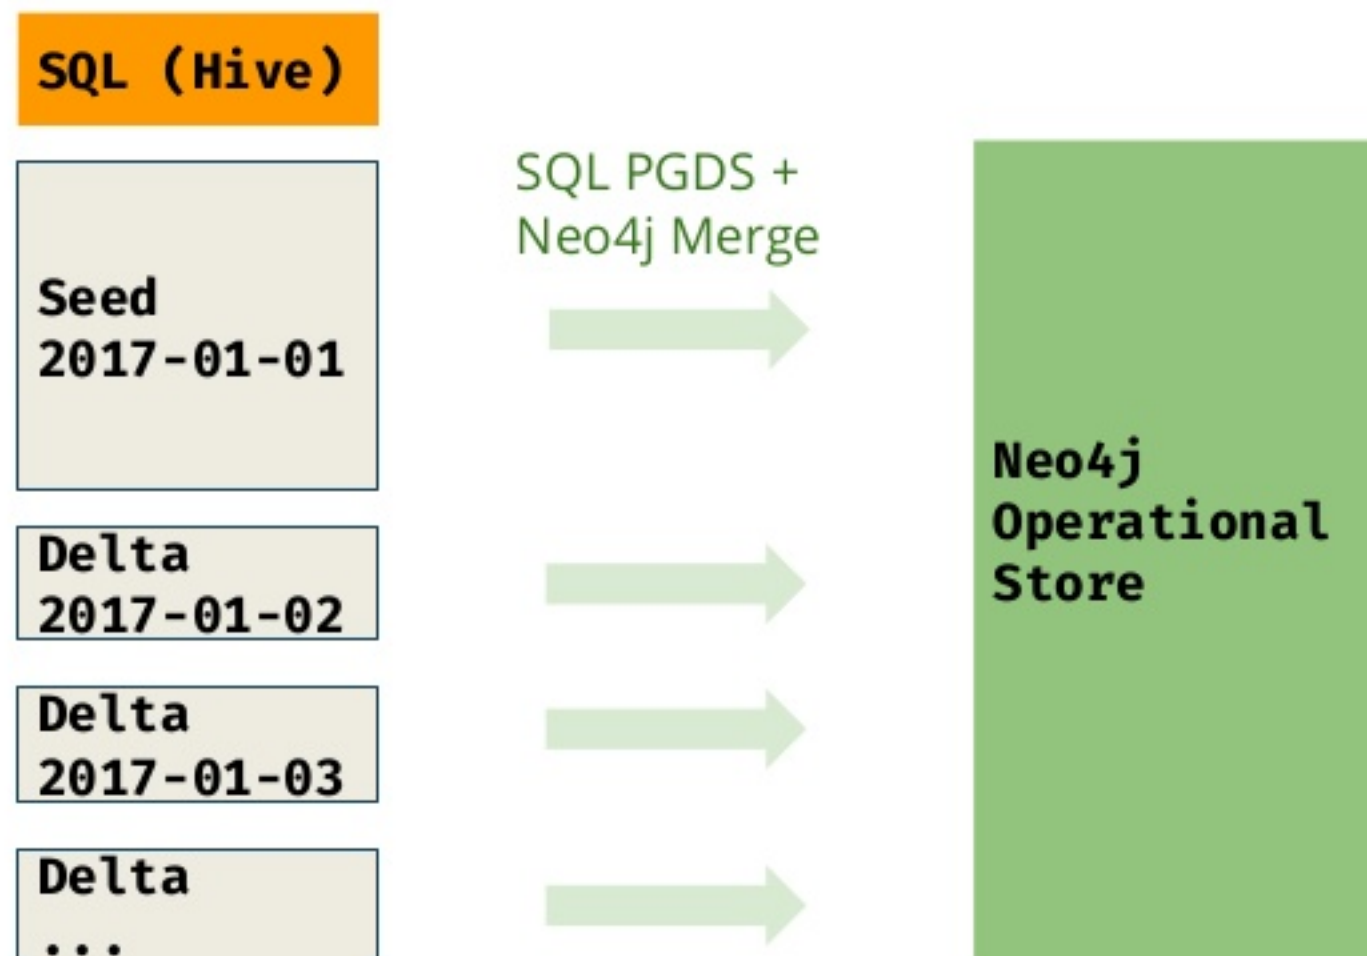 SQL (Hive)
SQL PGDS +
Neo4j Merge
Seed
2017-01-01
Neo4j
Operational
Store
Delta
2017-01-02
Delta
2017-01-03
Delta
...